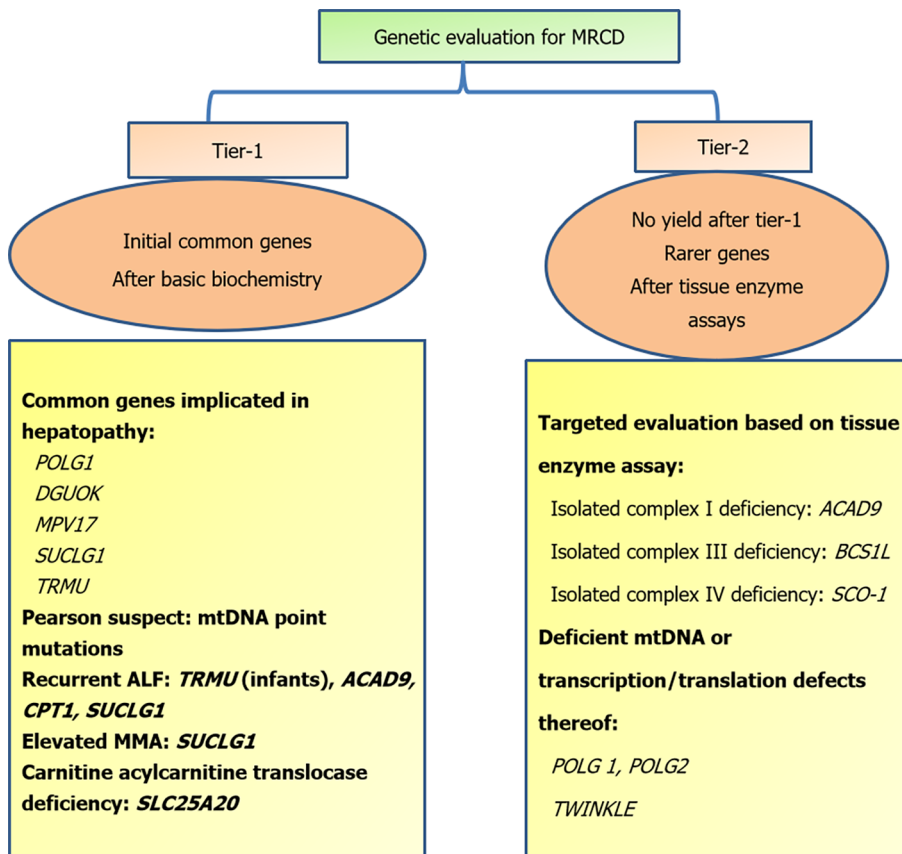 Genetic evaluation for MRCD
Tier-1
Initial common genes
After basic biochemistry
Common genes implicated in
hepatopathy:
POLG1
DGUOK
MPV17
SUCLG1
TRMU
Pearson suspect: mtDNA point
mutations
Recurrent ALF: TRMU (infants), ACAD9,
CPT1, SUCLG1
Elevated MMA: SUCLG1
Carnitine acylcarnitine translocase
deficiency: SLC25A20
Tier-2
No yield after tier-1
Rarer genes
After tissue enzyme
assays
Targeted evaluation based on tissue
enzyme assay:
Isolated complex I deficiency: ACAD9
Isolated complex III deficiency: BCS1L
Isolated complex IV deficiency: SCO-1
Deficient mtDNA or
transcription/translation defects
thereof:
POLG 1, POLG2
TWINKLE